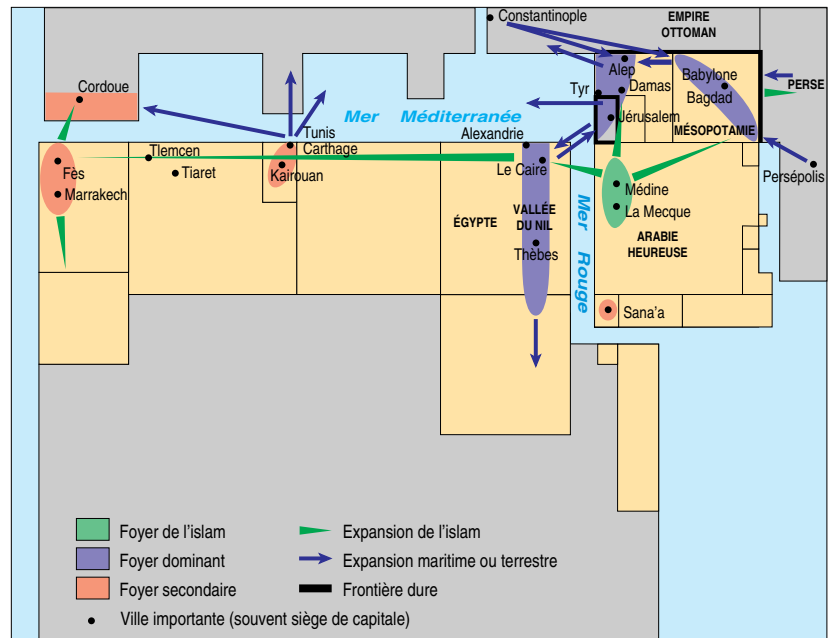 Constantinople
EMPIRE
OTTOMAN
Cordoue
Alep
Babylone
PERSE
Tyr
Damas
Bagdad
Mer Méditerranée
Jérusalem
MÉSOPOTAMIE
Tunis
Alexandrie
Carthage
Tlemcen
Le Caire
Persépolis
Fès
Tiaret
Kairouan
Médine
Marrakech
La Mecque
ÉGYPTE
VALLÉE
DU NIL
Mer Rouge
ARABIE
HEUREUSE
Thèbes
Sana'a
Foyer de l'islam
Expansion de l'islam
Foyer dominant
Expansion maritime ou terrestre
Foyer secondaire
Frontière dure
Ville importante (souvent siège de capitale)